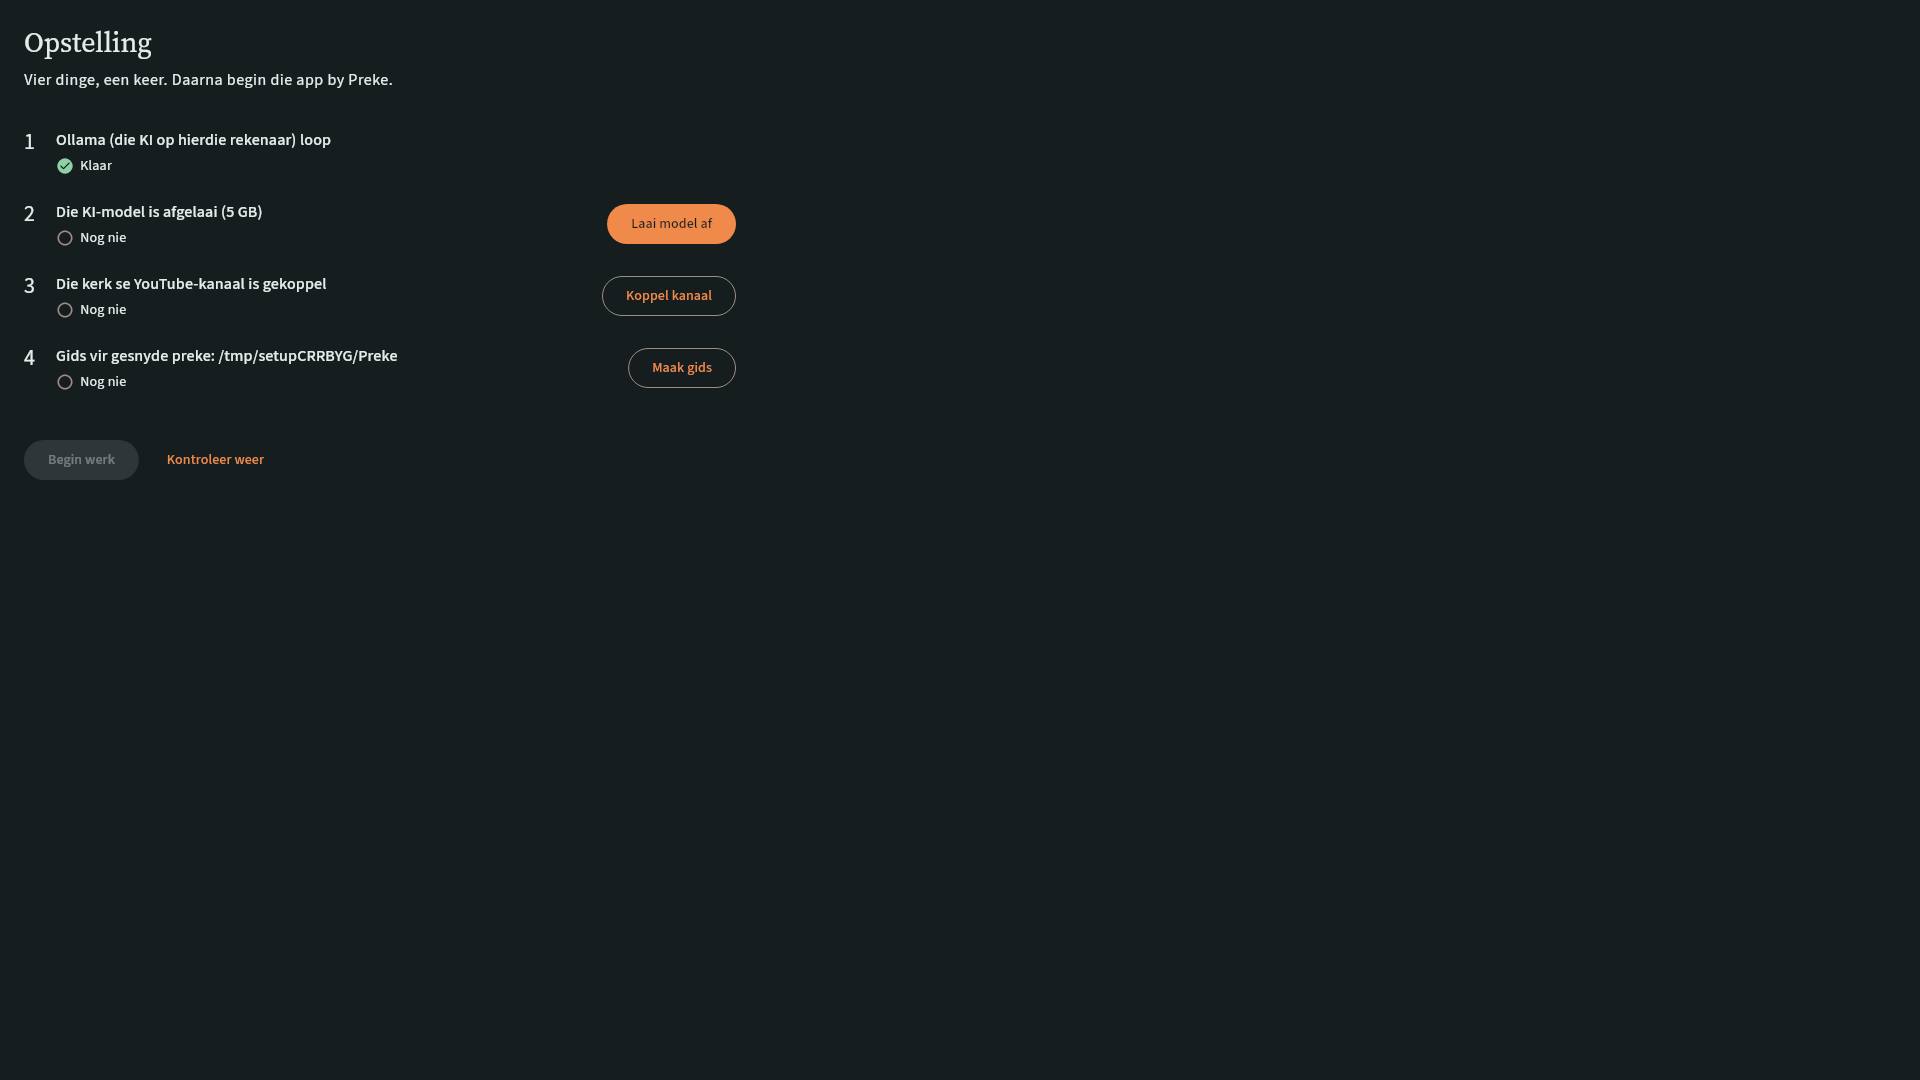 Opstelling
Vier dinge, een keer. Daarna begin die app by Preke.
1 Ollama (die KI op hierdie rekenaar) loop
Klaar
2 Die KI-model is afgelaai (5 GB)
Nog nie
Laai model af
3 Die kerk se YouTube-kanaal is gekoppel
Nog nie
Koppel kanaal
4 Gids vir gesnyde preke: /tmp/setupCRRBYG/Preke
Nog nie
Maak gids
Begin werk
Kontroleer weer